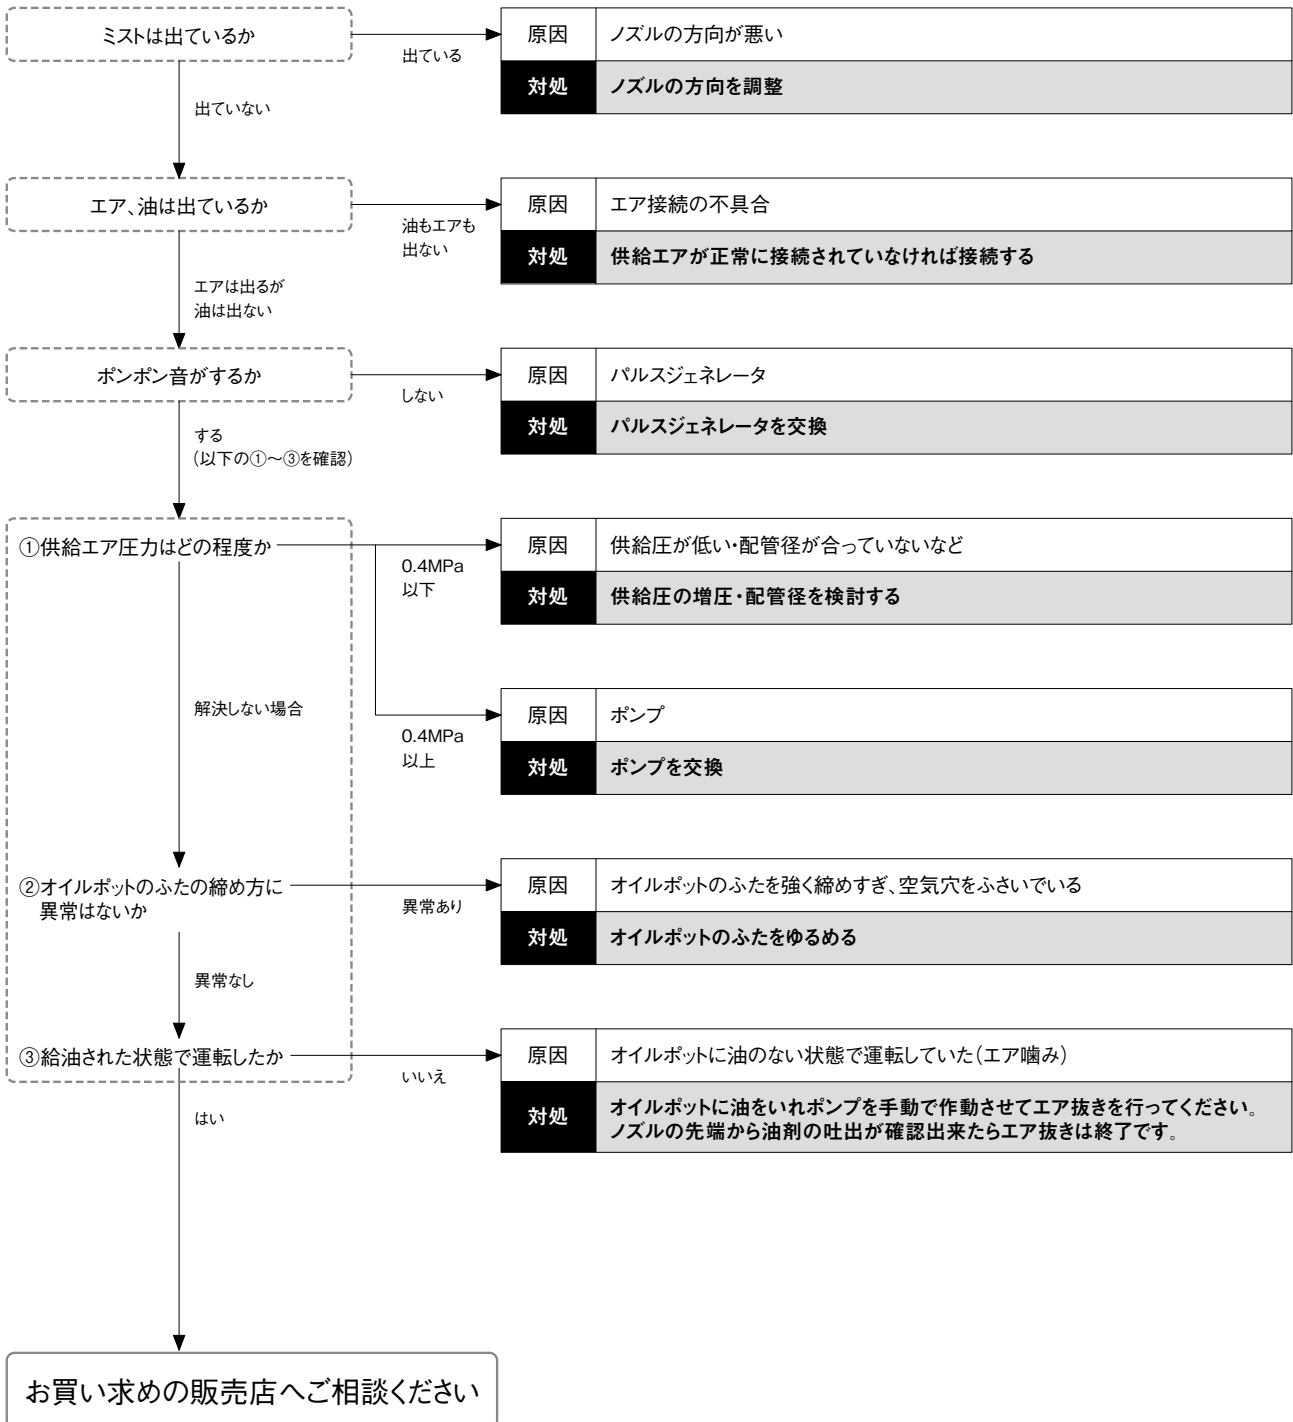 ミストは出ているか
出ている
原因
ノズルの方向が悪い
対処
ノズルの方向を調整
出ていない
エア、油は出ているか
油もエアも
出ない
原因
エア接続の不具合
対処
供給エアが正常に接続されていなければ接続する
エアは出るが
油は出ない
ポンポン音がするか
しない
原因
パルスジェネレータ
対処
パルスジェネレータを交換
する
(以下の①〜③を確認)
①供給エア圧力はどの程度か
0.4MPa
以下
原因
供給圧が低い・配管径が合っていないなど
対処
供給圧の増圧・配管径を検討する
解決しない場合
0.4MPa
以上
原因
ポンプ
対処
ポンプを交換
②オイルポットのふたの締め方に
異常はないか
異常あり
原因
オイルポットのふたを強く締めすぎ、空気穴をふさいでいる
対処
オイルポットのふたをゆるめる
異常なし
③給油された状態で運転したか
いいえ
原因
オイルポットに油のない状態で運転していた(エア噛み)
対処
オイルポットに油をいれポンプを手動で作動させてエア抜きを行ってください。
ノズルの先端から油剤の吐出が確認出来たらエア抜きは終了です。
はい
お買い求めの販売店へご相談ください